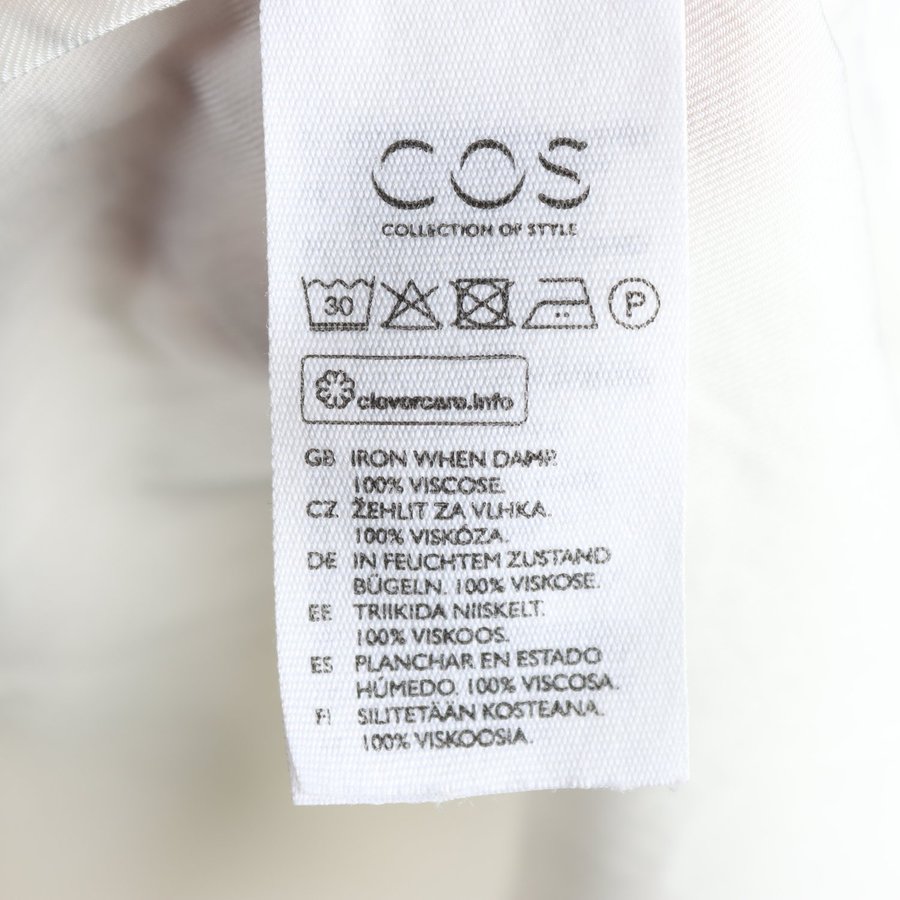 COS
COLLECTION OF STYLE
30
P
clevercare.info
GB IRON WHEN DAMP.
100% VISCOSE.
CZ ŽEHLIT ZA VLHKA.
100% VISKÓZA.
DE IN FEUCHTEM ZUSTAND
BÜGELN. 100% VISKOSE.
EE TRIIKIDA NIISKELT.
100% VISKOOS.
ES PLANCHAR EN ESTADO
HÚMEDO. 100% VISCOSA.
FI SILITETÄÄN KOSTEANA.
100% VISKOOSIA.